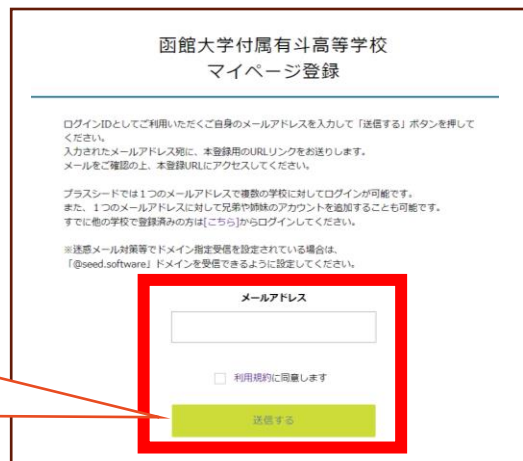 函館大学付属有斗高等学校
マイページ登録
ログインIDとしてご利用いただくご自身のメールアドレスを入力して「送信する」ボタンを押して
ください。
入力されたメールアドレス宛に、本登録用のURLリンクをお送りします。
メールをご確認の上、本登録URLにアクセスしてください。
プラスシードでは１つのメールアドレスで複数の学校に対してログインが可能です。
また、１つのメールアドレスに対して兄弟や姉妹のアカウントを追加することも可能です。
すでに他の学校で登録済みの方は[こちら]からログインしてください。
※迷惑メール対策等でドメイン指定受信を設定されている場合は、
「@seed.software」ドメインを受信できるように設定してください。
メールアドレス
利用規約に同意します
送信する